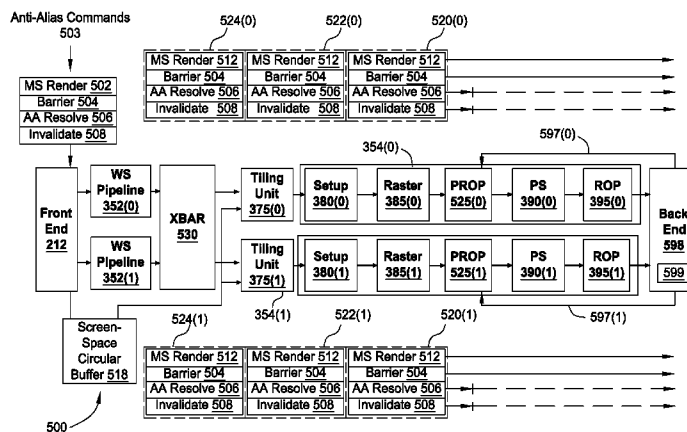 Anti-Alias Commands
503
524(0)
522(0)
520(0)
MS Render 502
Barrier 504
AA Resolve 506
Invalidate 508
MS Render 512 MS Render 512 MS Render 512
Barrier 504 Barrier 504 Barrier 504
AA Resolve 506 AA Resolve 506 AA Resolve 506
Invalidate 508 Invalidate 508 Invalidate 508
354(0)
597(0)
Front
End
212
WS
Pipeline
352(0)
WS
Pipeline
352(1)
XBAR
530
Tiling
Unit
375(0)
Setup
380(0)
Raster
385(0)
PROP
525(0)
PS
390(0)
ROP
395(0)
Tiling
Unit
375(1)
Setup
380(1)
Raster
385(1)
PROP
525(1)
PS
390(1)
ROP
395(1)
Back
End
598
599
354(1)
597(1)
Screen-
Space
Circular
Buffer 518
500
524(1)
522(1)
520(1)
MS Render 512 MS Render 512 MS Render 512
Barrier 504 Barrier 504 Barrier 504
AA Resolve 506 AA Resolve 506 AA Resolve 506
Invalidate 508 Invalidate 508 Invalidate 508